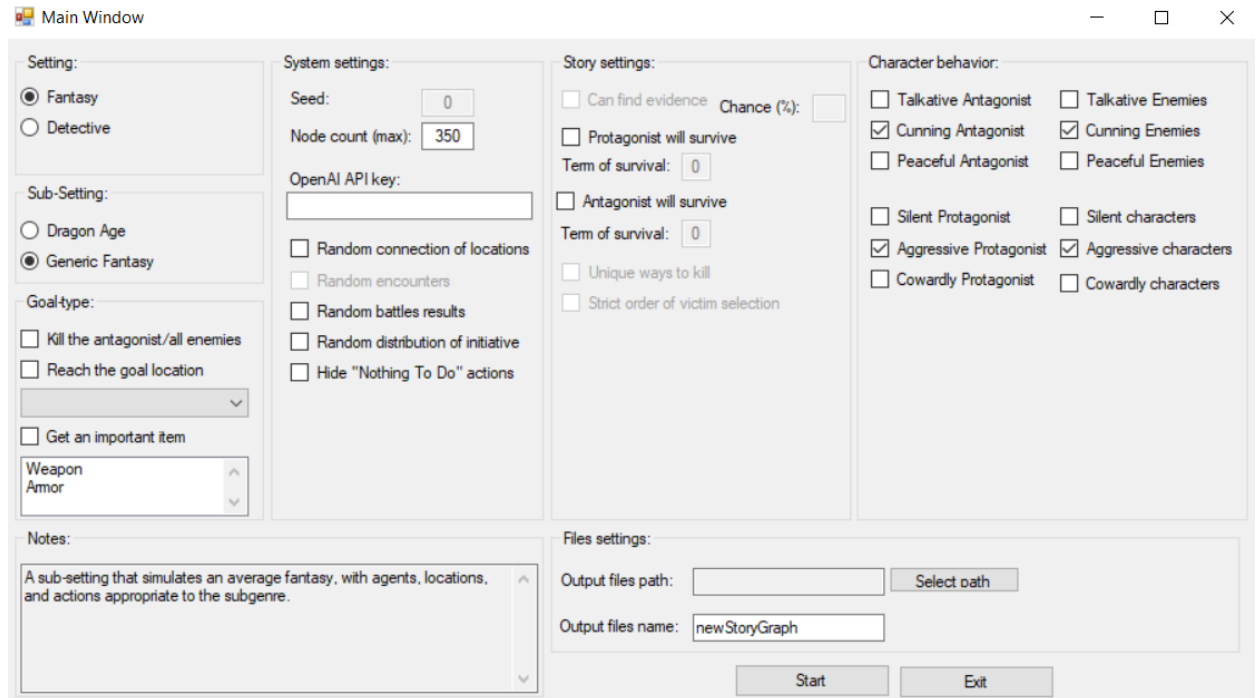 Main Window
Setting:
Fantasy
Detective
Sub-Setting:
Dragon Age
Generic Fantasy
Goal-type:
Kill the antagonist/all enemies
Reach the goal location
Get an important item
Weapon
Armor
System settings:
Seed: 0
Node count (max): 350
OpenAI API key:
Random connection of locations
Random encounters
Random battles results
Random distribution of initiative
Hide "Nothing To Do" actions
Story settings:
Can find evidence Chance (%):
Protagonist will survive
Term of survival: 0
Antagonist will survive
Term of survival: 0
Unique ways to kill
Strict order of victim selection
Character behavior:
Talkative Antagonist Talkative Enemies
Cunning Antagonist Cunning Enemies
Peaceful Antagonist Peaceful Enemies
Silent Protagonist Silent characters
Aggressive Protagonist Aggressive characters
Cowardly Protagonist Cowardly characters
Notes:
A sub-setting that simulates an average fantasy, with agents, locations,
and actions appropriate to the subgenre.
Files settings:
Output files path: Select path
Output files name: newStoryGraph
Start Exit